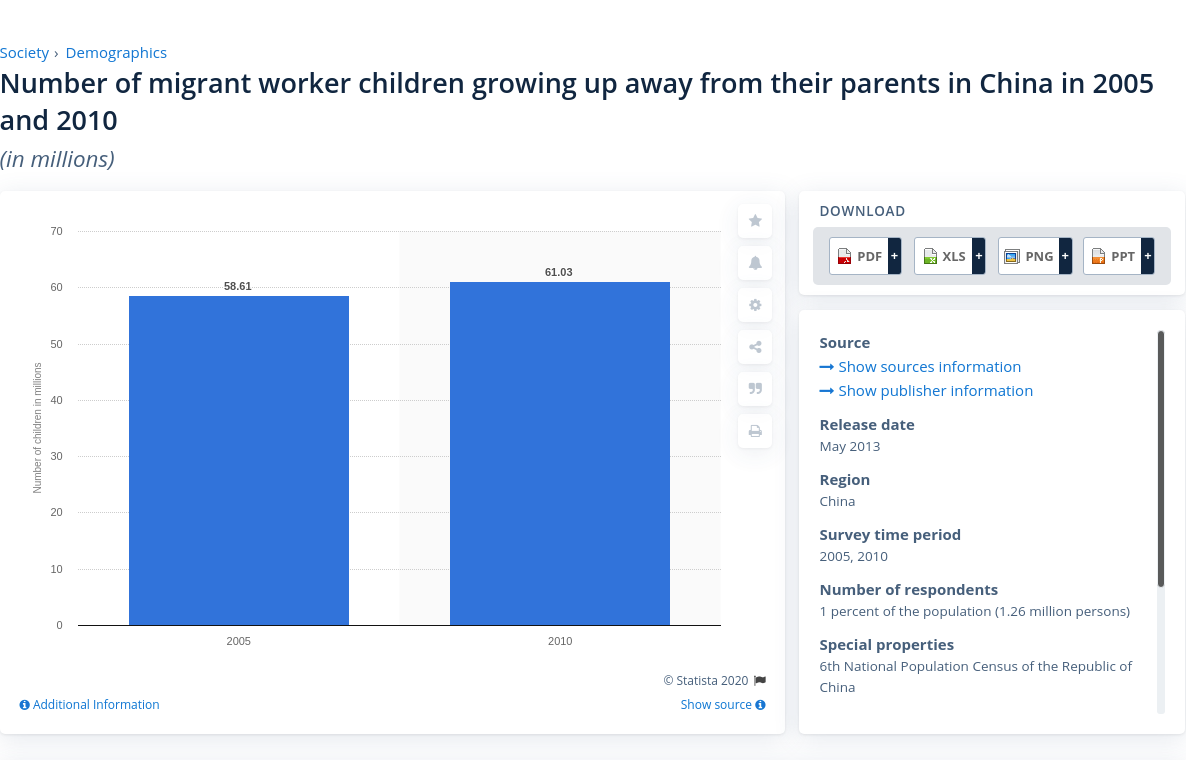 Society › Demographics
Number of migrant worker children growing up away from their parents in China in 2005
and 2010
(in millions)
70
60
50
40
30
20
10
0
Number of children in millions
58.61
61.03
2005
2010
© Statista 2020
Additional Information
Show source
DOWNLOAD
PDF +
XLS +
PNG +
PPT +
Source
Show sources information
Show publisher information
Release date
May 2013
Region
China
Survey time period
2005, 2010
Number of respondents
1 percent of the population (1.26 million persons)
Special properties
6th National Population Census of the Republic of
China